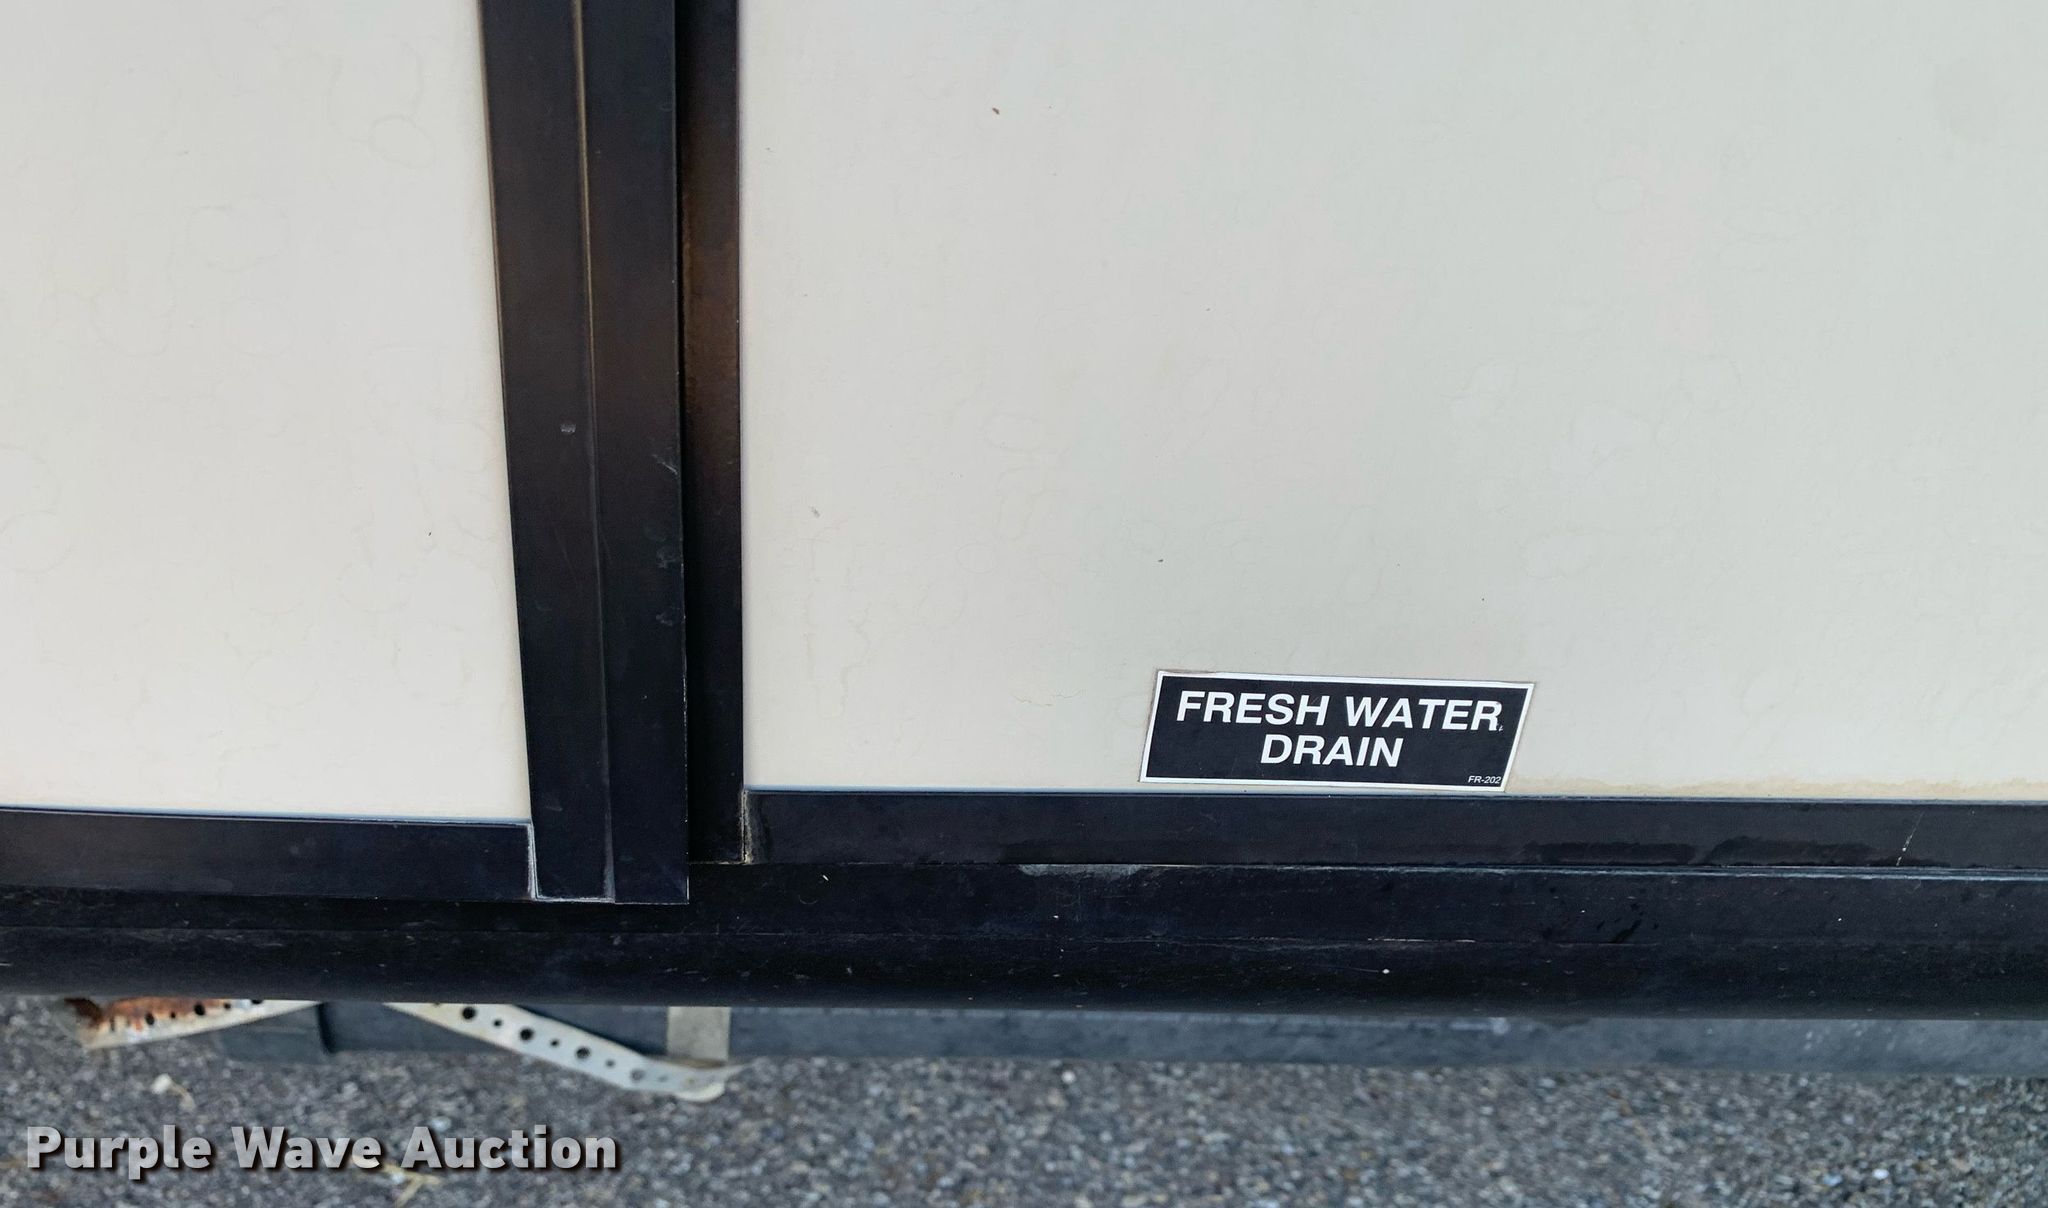 FRESH WATER
DRAIN
FR-202
Purple Wave Auction